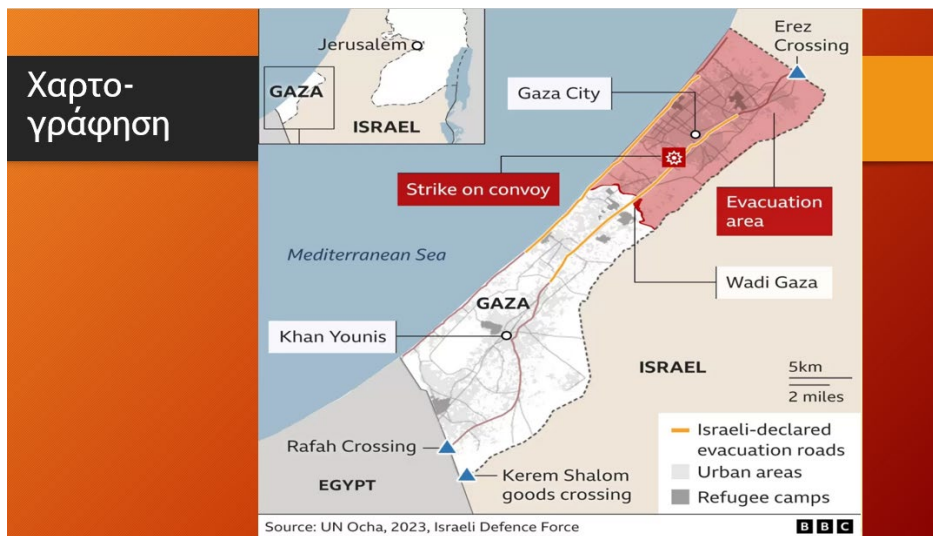 Χαρτο-
γράφηση
Jerusalem
GAZA
ISRAEL
Erez
Crossing
Gaza City
Strike on convoy
Evacuation
area
Mediterranean Sea
Wadi Gaza
GAZA
Khan Younis
ISRAEL
5km
2 miles
Rafah Crossing
Kerem Shalom
goods crossing
EGYPT
Israeli-declared
evacuation roads
Urban areas
Refugee camps
Source: UN Ocha, 2023, Israeli Defence Force
BBC